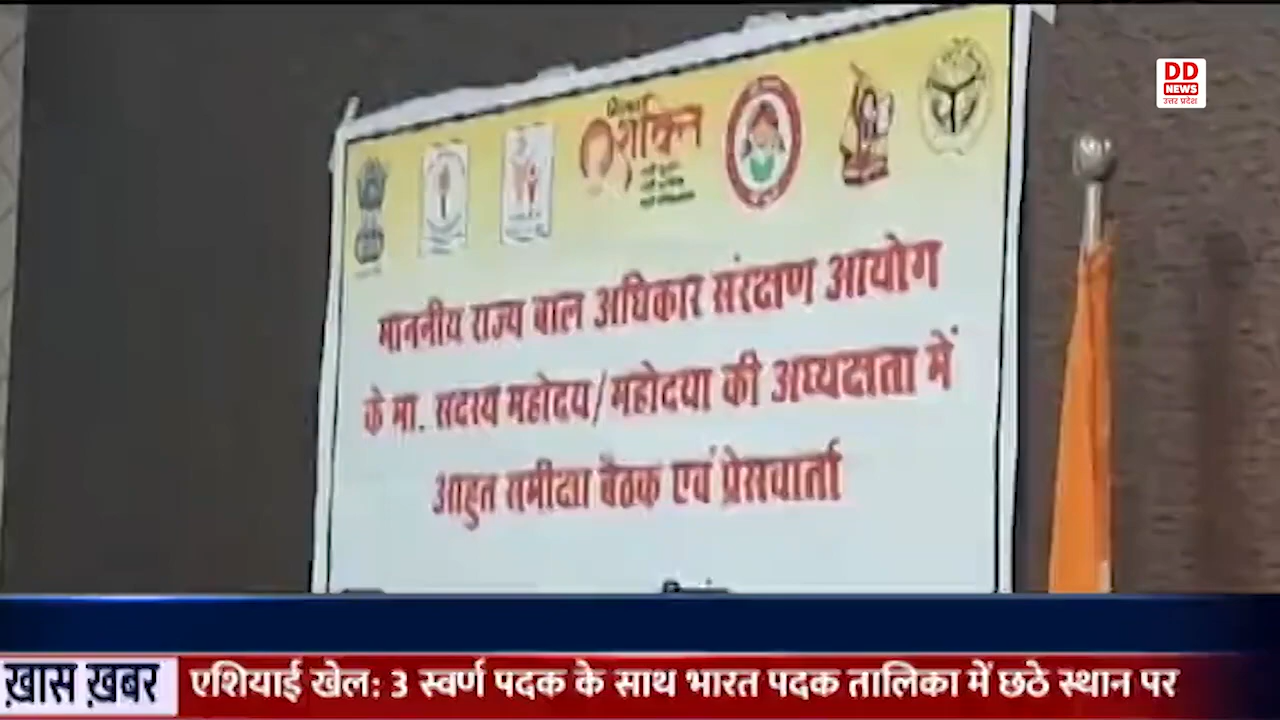 DD
NEWS
उत्तर प्रदेश
शक्ति
माननीय राज्य बाल अधिकार संरक्षण आयोग
के मा. सदस्य महोदय/महोदया की अध्यक्षता में
आहुत समीक्षा बैठक एवं प्रेसवार्ता
ख़ास ख़बर
एशियाई खेल: 3 स्वर्ण पदक के साथ भारत पदक तालिका में छठे स्थान पर